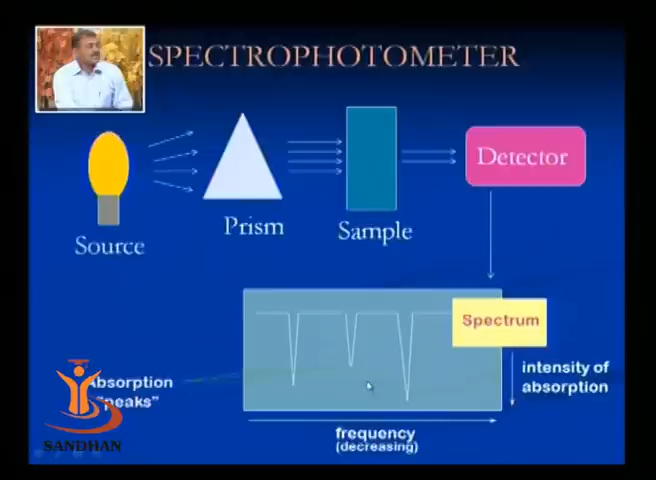 SPECTROPHOTOMETER
Source
Prism
Sample
Detector
Spectrum
Absorption
"peaks"
intensity of
absorption
frequency
(decreasing)
SANDHAN